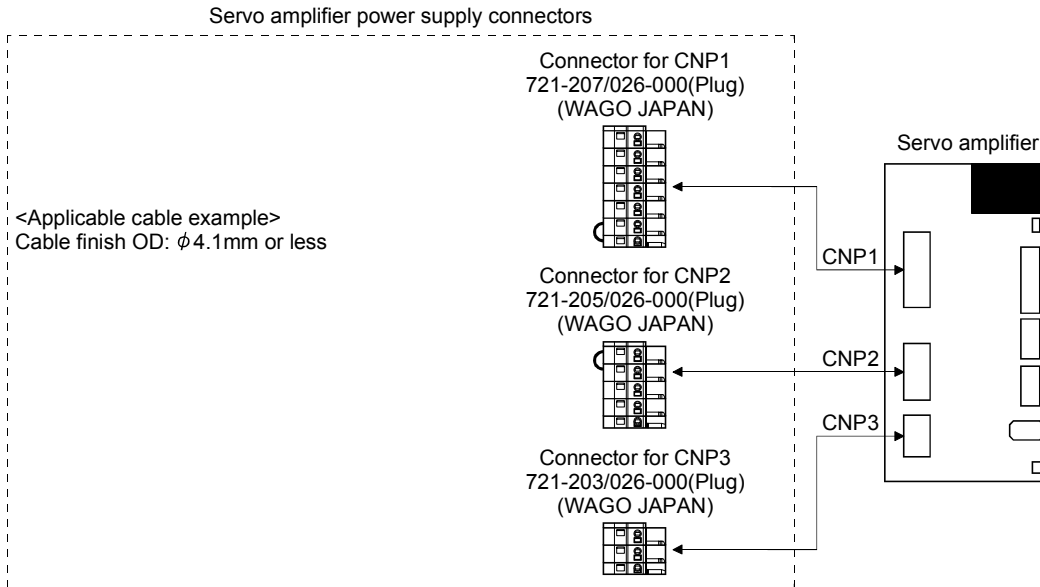 Servo amplifier power supply connectors
Connector for CNP1
721-207/026-000(Plug)
(WAGO JAPAN)
Servo amplifier
<Applicable cable example>
Cable finish OD: φ4.1mm or less
CNP1
Connector for CNP2
721-205/026-000(Plug)
(WAGO JAPAN)
CNP2
CNP3
Connector for CNP3
721-203/026-000(Plug)
(WAGO JAPAN)